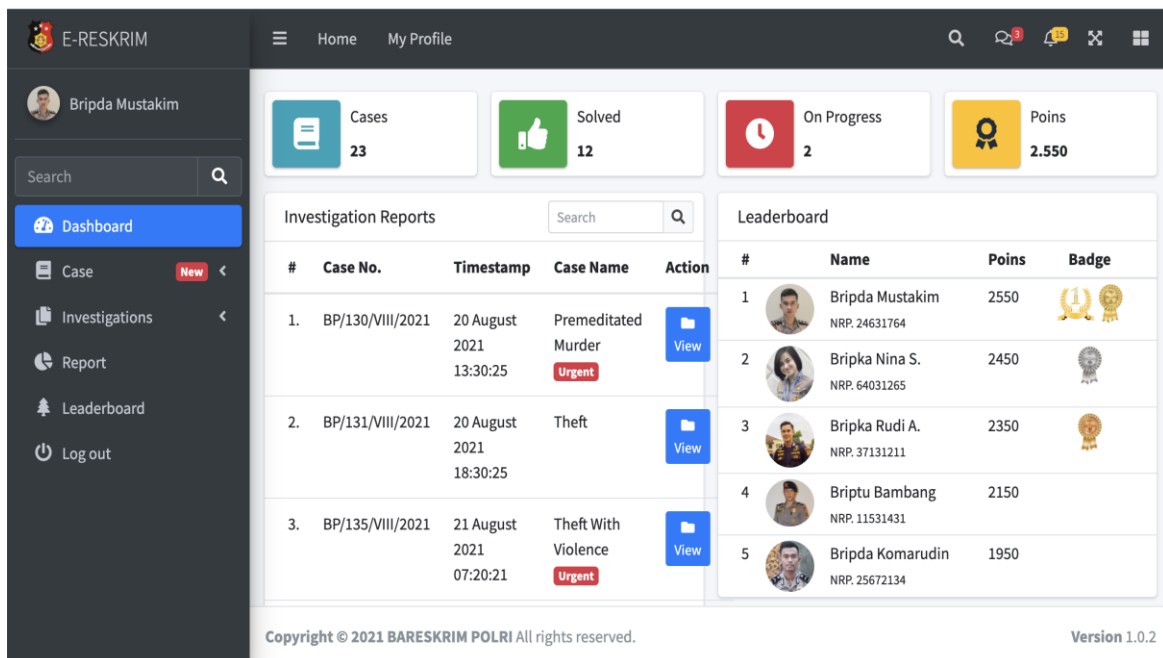 E-RESKRIM
Home My Profile
3
15
Bripda Mustakim
Search
Dashboard
Case New
Investigations
Report
Leaderboard
Log out
Cases
23
Solved
12
On Progress
2
Poins
2.550
Investigation Reports Search
# Case No. Timestamp Case Name Action
1. BP/130/VIII/2021 20 August Premeditated
2021 Murder View
13:30:25 Urgent
2. BP/131/VIII/2021 20 August Theft
2021 View
18:30:25
3. BP/135/VIII/2021 21 August Theft With
2021 Violence View
07:20:21 Urgent
Leaderboard
# Name Poins Badge
1 Bripda Mustakim 2550 1
NRP. 24631764
2 Bripka Nina S. 2450
NRP. 64031265
3 Bripka Rudi A. 2350
NRP. 37131211
4 Briptu Bambang 2150
NRP. 11531431
5 Bripda Komarudin 1950
NRP. 25672134
Copyright © 2021 BARESKRIM POLRI All rights reserved. Version 1.0.2